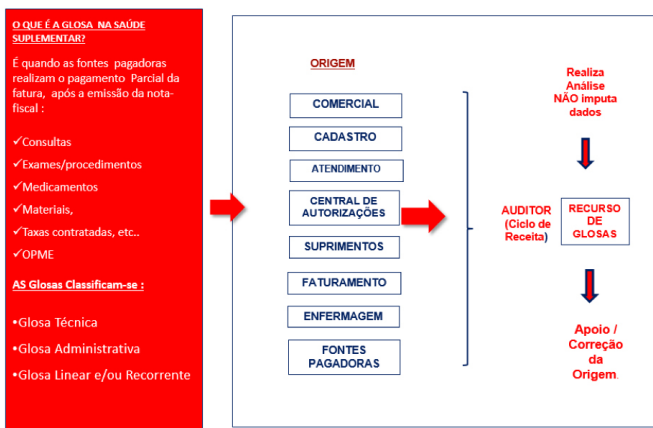 O QUE É A GLOSA NA SAÚDE
SUPLEMENTAR?
É quando as fontes pagadoras
realizam o pagamento Parcial da
fatura, após a emissão da nota-
fiscal :
✓Consultas
✓Exames/procedimentos
✓Medicamentos
✓Materiais,
✓Taxas contratadas, etc..
✓OPME
AS Glosas Classificam-se :
•Glosa Técnica
•Glosa Administrativa
•Glosa Linear e/ou Recorrente
ORIGEM
COMERCIAL
CADASTRO
ATENDIMENTO
CENTRAL DE
AUTORIZAÇÕES
SUPRIMENTOS
FATURAMENTO
ENFERMAGEM
FONTES
PAGADORAS
Realiza
Análise
NÃO imputa
dados
AUDITOR
(Ciclo de
Receita)
RECURSO
DE
GLOSAS
Apoio /
Correção
da
Origem.